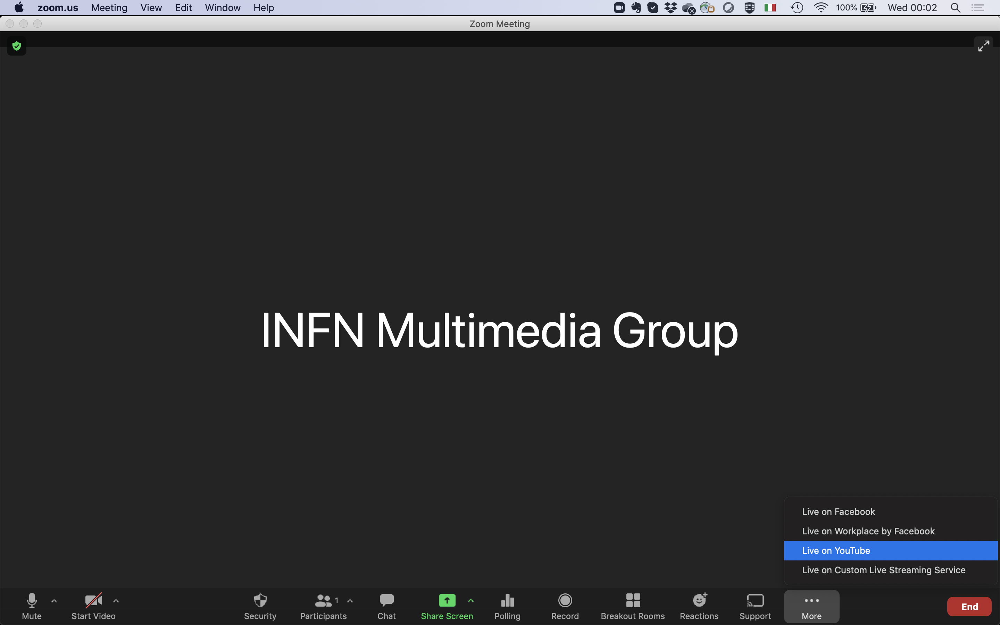 zoom.us Meeting View Edit Window Help 100% Wed 00:02
Zoom Meeting
INFN Multimedia Group
Live on Facebook
Live on Workplace by Facebook
Live on YouTube
Live on Custom Live Streaming Service
1
Mute Start Video Security Participants Chat Share Screen Polling Record Breakout Rooms Reactions Support More End